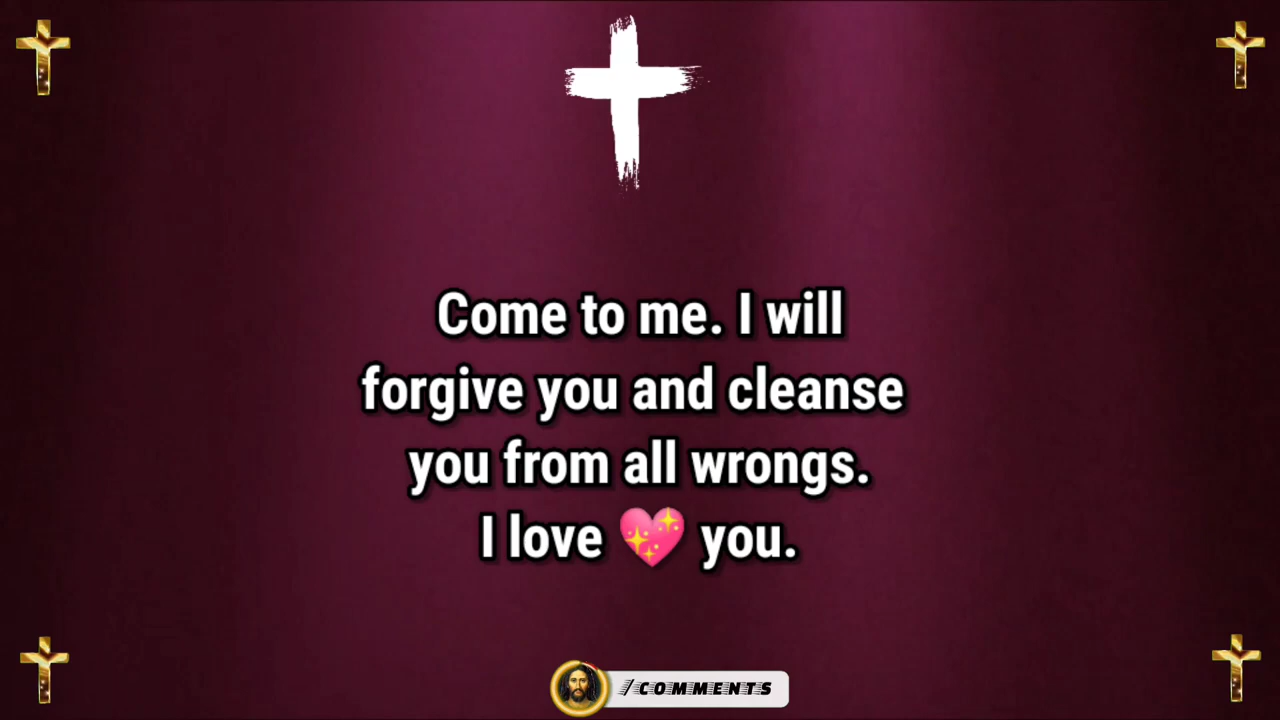 Come to me. I will
forgive you and cleanse
you from all wrongs.
I love 💖 you.
/COMMENTS